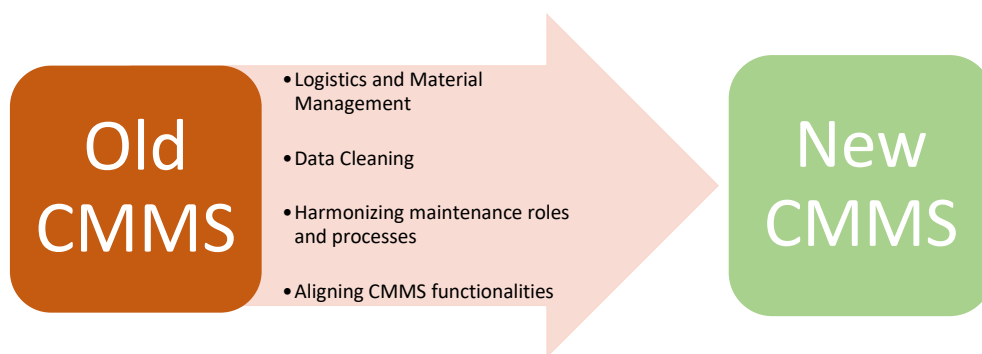 Old
CMMS
•Logistics and Material
Management
•Data Cleaning
•Harmonizing maintenance roles
and processes
•Aligning CMMS functionalities
New
CMMS